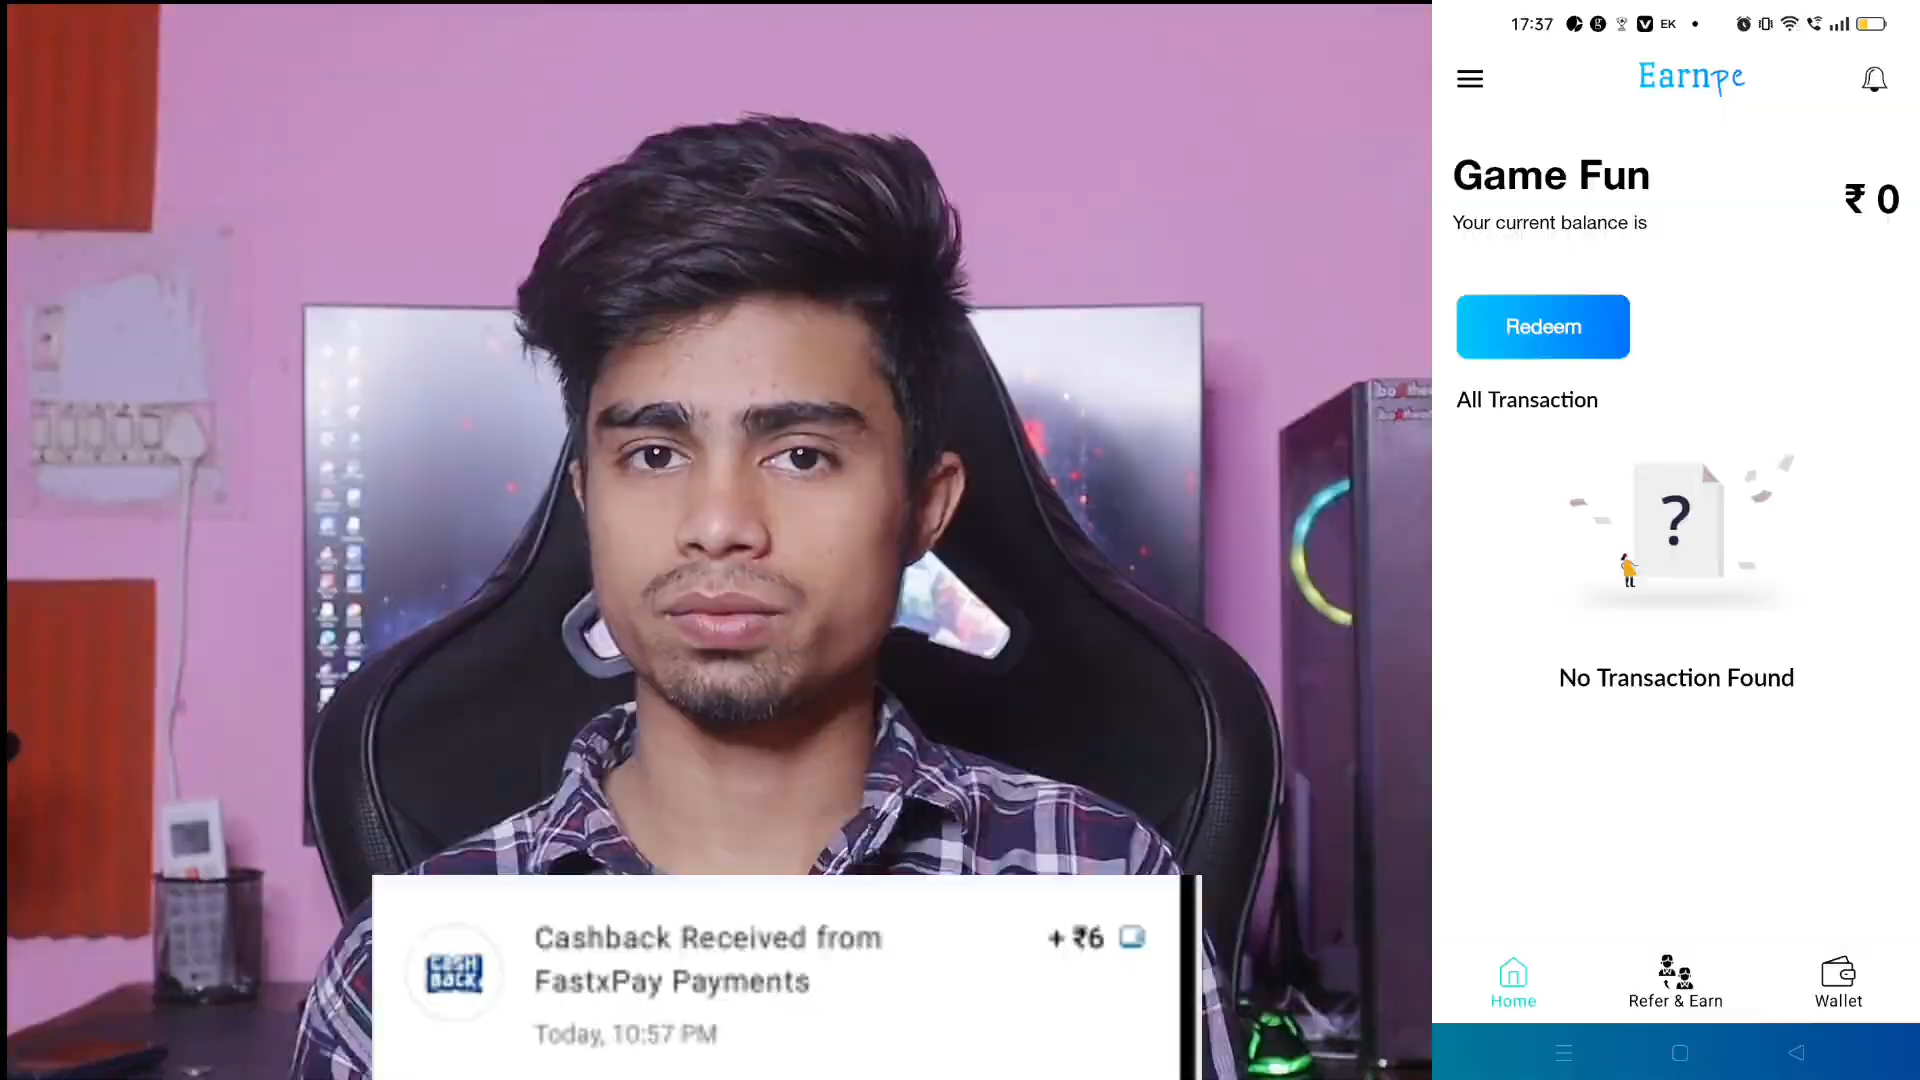 17:37
EK
Earnpe
Game Fun
₹ 0
Your current balance is
Redeem
All Transaction
?
No Transaction Found
Home
Refer & Earn
Wallet
CASH
BACK
Cashback Received from
+ ₹6
FastxPay Payments
Today, 10:57 PM